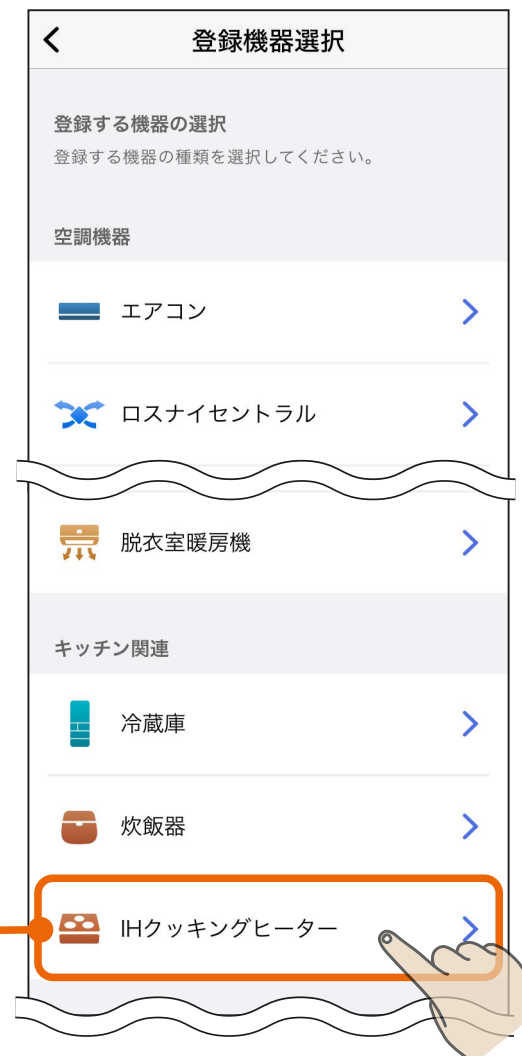 登録機器選択
登録する機器の選択
登録する機器の種類を選択してください。
空調機器
エアコン
ロスナイセントラル
脱衣室暖房機
キッチン関連
冷蔵庫
炊飯器
IHクッキングヒーター